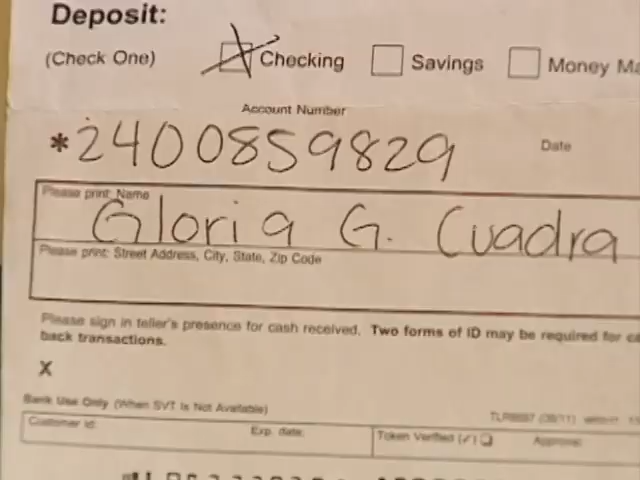 Deposit:
(Check One) Checking Savings Money Ma
Account Number
*2400859829 Date
Please print: Name
Gloria G. Cuadra
Please print: Street Address, City, State, Zip Code
Please sign in teller's presence for cash received. Two forms of ID may be required for ca
back transactions.
X
Bank Use Only (When SVT Is Not Available)
Customer Id: Exp. date: Token Verified (✓) Approval: